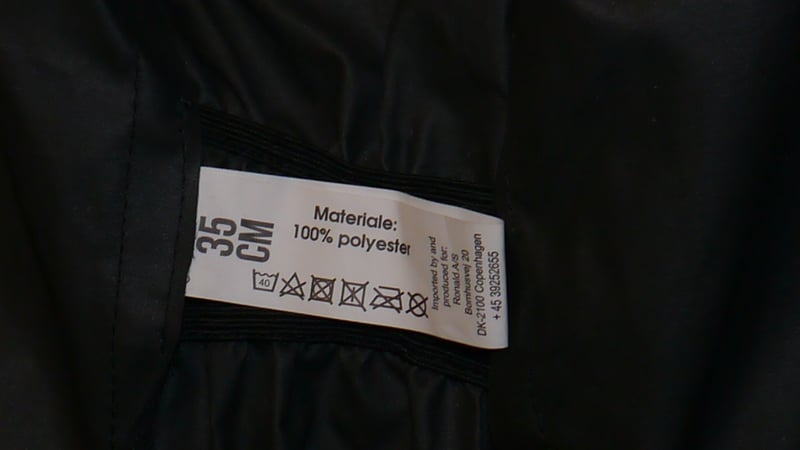 35
CM
Materiale:
100% polyester
40
Imported by and
produced for:
Ronald A/S
Bomhusvej 20
DK-2100 Copenhagen
+ 45 39252655